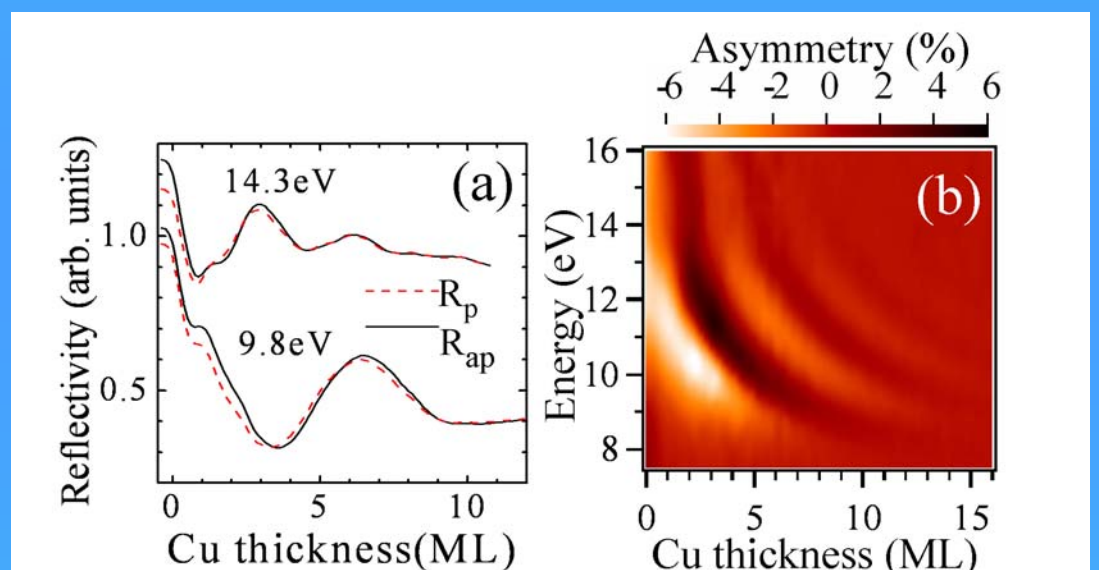 Asymmetry (%)
-6 -4 -2 0 2 4 6
(a)
14.3eV
1.0
R_p
R_ap
9.8eV
0.5
Reflectivity (arb. units)
0 5 10
Cu thickness(ML)
(b)
16
14
12
10
8
Energy (eV)
0 5 10 15
Cu thickness (ML)